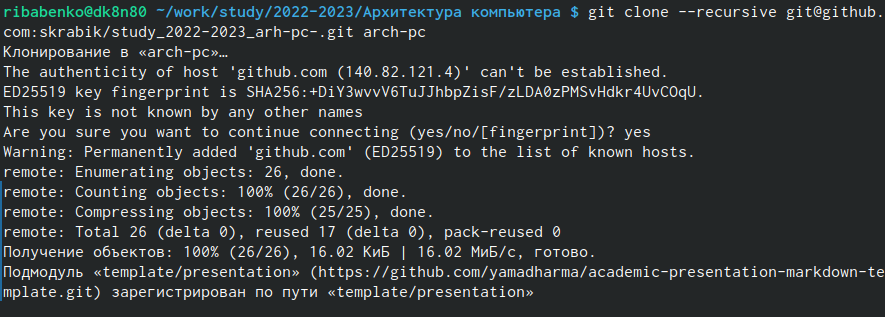 ribabenko@dk8n80 ~/work/study/2022-2023/Архитектура компьютера $ git clone --recursive git@github.
com:skrabik/study_2022-2023_arh-pc-.git arch-pc
Клонирование в «arch-pc»…
The authenticity of host 'github.com (140.82.121.4)' can't be established.
ED25519 key fingerprint is SHA256:+DiY3wvvV6TuJJhbpZisF/zLDA0zPMSvHdkr4UvCOqU.
This key is not known by any other names
Are you sure you want to continue connecting (yes/no/[fingerprint])? yes
Warning: Permanently added 'github.com' (ED25519) to the list of known hosts.
remote: Enumerating objects: 26, done.
remote: Counting objects: 100% (26/26), done.
remote: Compressing objects: 100% (25/25), done.
remote: Total 26 (delta 0), reused 17 (delta 0), pack-reused 0
Получение объектов: 100% (26/26), 16.02 КиБ | 16.02 МиБ/с, готово.
Подмодуль «template/presentation» (https://github.com/yamadharma/academic-presentation-markdown-te
mplate.git) зарегистрирован по пути «template/presentation»